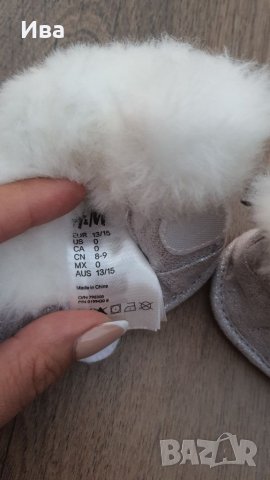 Ива
H&M
EUR 13/15
US 0
CA 0
CN 8-9
MX 0
AUS 13/15
Made in China
BAZAR